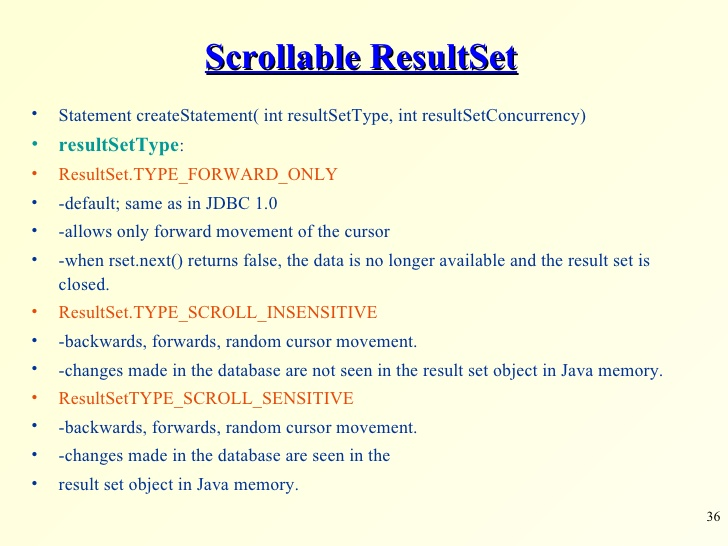 Scrollable ResultSet
• Statement createStatement( int resultSetType, int resultSetConcurrency)
• resultSetType:
• ResultSet.TYPE_FORWARD_ONLY
• -default; same as in JDBC 1.0
• -allows only forward movement of the cursor
• -when rset.next() returns false, the data is no longer available and the result set is
closed.
• ResultSet.TYPE_SCROLL_INSENSITIVE
• -backwards, forwards, random cursor movement.
• -changes made in the database are not seen in the result set object in Java memory.
• ResultSetTYPE_SCROLL_SENSITIVE
• -backwards, forwards, random cursor movement.
• -changes made in the database are seen in the
• result set object in Java memory.
36